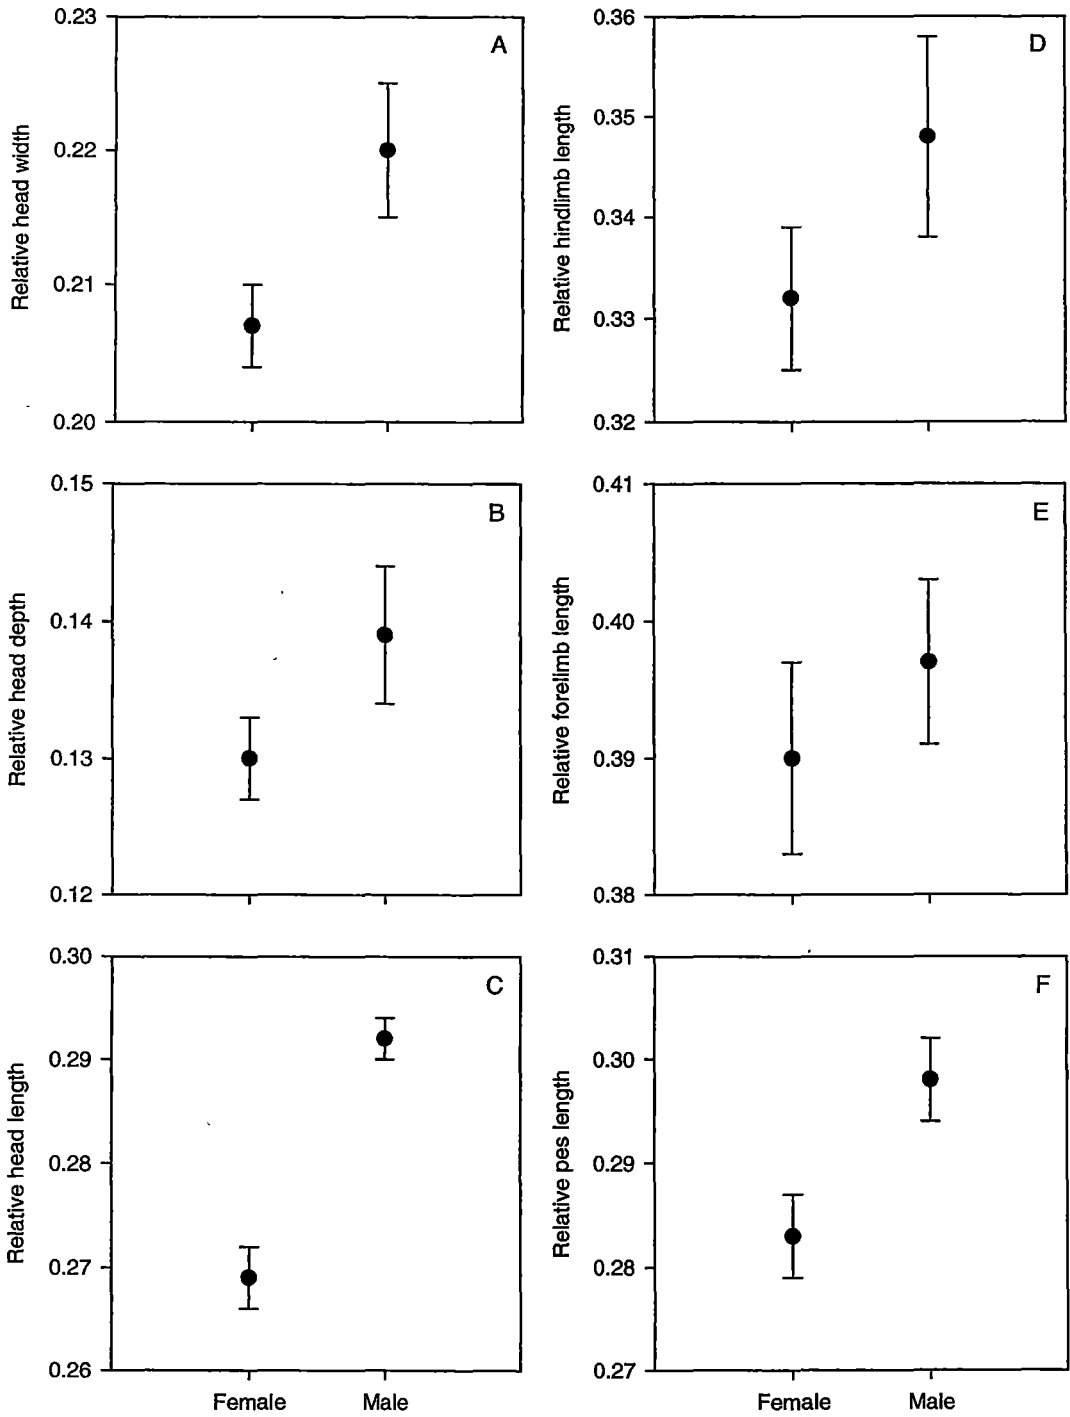 A
Relative head width
0.23
0.22
0.21
0.20
D
Relative hindlimb length
0.36
0.35
0.34
0.33
0.32
B
Relative head depth
0.15
0.14
0.13
0.12
E
Relative forelimb length
0.41
0.40
0.39
0.38
C
Relative head length
0.30
0.29
0.28
0.27
0.26
Female Male
F
Relative pes length
0.31
0.30
0.29
0.28
0.27
Female Male